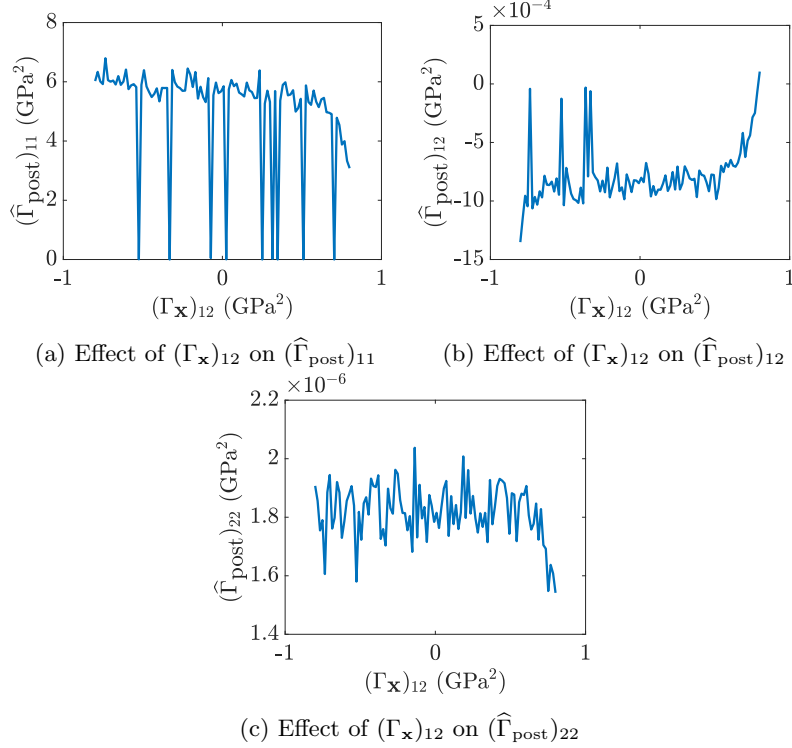 8
6
4
2
0
-1
0
1
(Γ̂post)11 (GPa²)
(Γx)12 (GPa²)
(a) Effect of (Γx)12 on (Γ̂post)11
×10⁻⁴
5
0
-5
-10
-15
-1
0
1
(Γ̂post)12 (GPa²)
(Γx)12 (GPa²)
(b) Effect of (Γx)12 on (Γ̂post)12
×10⁻⁶
2.2
2
1.8
1.6
1.4
-1
0
1
(Γ̂post)22 (GPa²)
(Γx)12 (GPa²)
(c) Effect of (Γx)12 on (Γ̂post)22